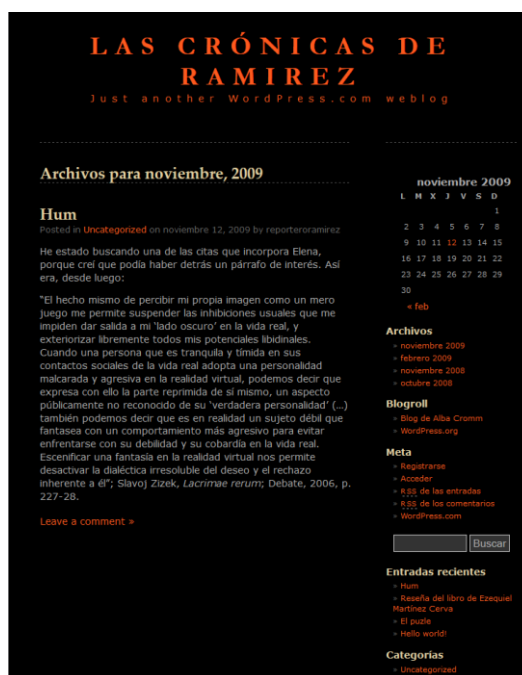 LAS CRÓNICAS DE
RAMIREZ
Just another WordPress.com weblog
Archivos para noviembre, 2009
Hum
Posted in Uncategorized on noviembre 12, 2009 by reporteroramirez
He estado buscando una de las citas que incorpora Elena,
porque creí que podía haber detrás un párrafo de interés. Así
era, desde luego:
"El hecho mismo de percibir mi propia imagen como un mero
juego me permite suspender las inhibiciones usuales que me
impiden dar salida a mi 'lado oscuro' en la vida real, y
exteriorizar libremente todos mis potenciales libidinales.
Cuando una persona que es tranquila y tímida en sus
contactos sociales de la vida real adopta una personalidad
malcarada y agresiva en la realidad virtual, podemos decir que
expresa con ello la parte reprimida de sí mismo, un aspecto
públicamente no reconocido de su 'verdadera personalidad' (...)
también podemos decir que es en realidad un sujeto débil que
fantasea con un comportamiento más agresivo para evitar
enfrentarse con su debilidad y su cobardía en la vida real.
Escenificar una fantasía en la realidad virtual nos permite
desactivar la dialéctica irresoluble del deseo y el rechazo
inherente a él"; Slavoj Zizek, Lacrimae rerum; Debate, 2006, p.
227-28.
Leave a comment »
noviembre 2009
L M X J V S D
1
2 3 4 5 6 7 8
9 10 11 12 13 14 15
16 17 18 19 20 21 22
23 24 25 26 27 28 29
30
« feb
Archivos
» noviembre 2009
» febrero 2009
» noviembre 2008
» octubre 2008
Blogroll
» Blog de Alba Cromm
» WordPress.org
Meta
» Registrarse
» Acceder
» RSS de las entradas
» RSS de los comentarios
» WordPress.com
Buscar
Entradas recientes
» Hum
» Reseña del libro de Ezequiel
Martínez Cerva
» El puzle
» Hello world!
Categorías
» Uncategorized